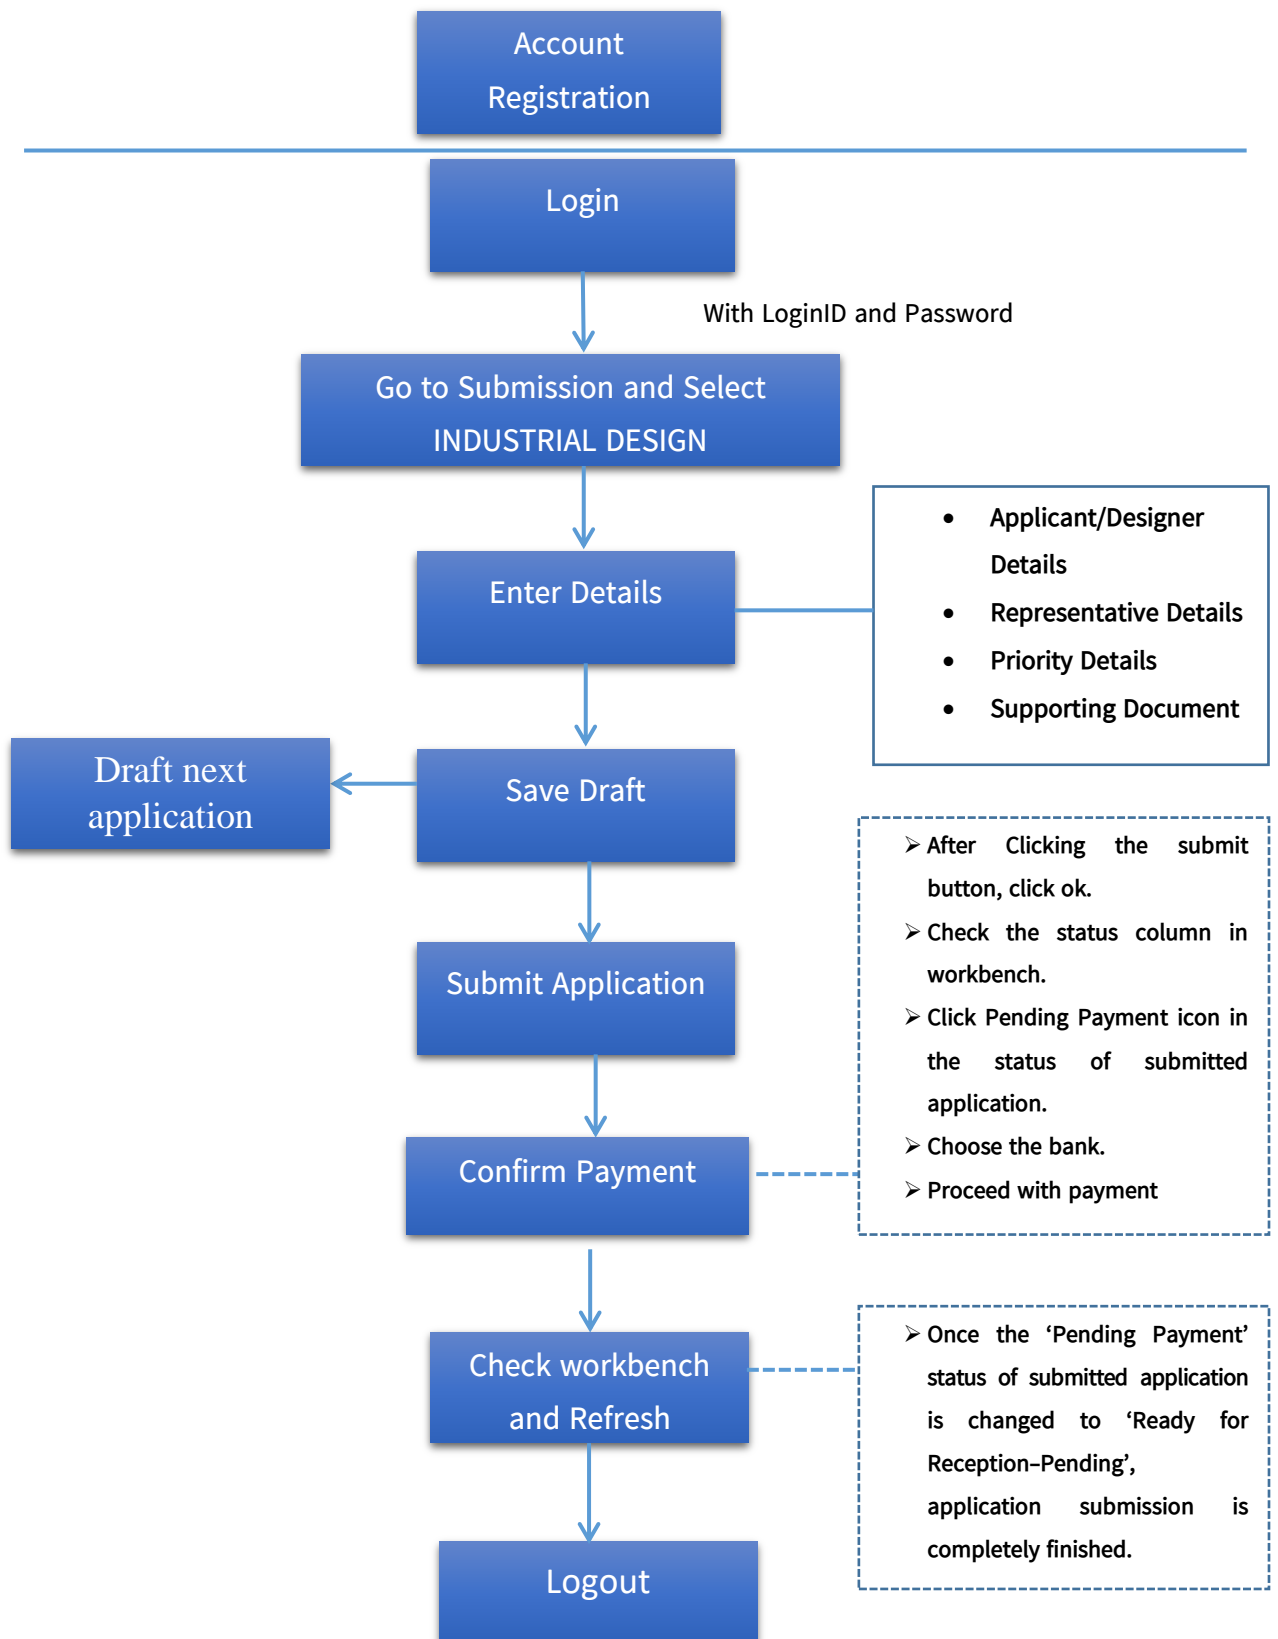 Account
Registration
Login
With LoginID and Password
Go to Submission and Select
INDUSTRIAL DESIGN
Enter Details
• Applicant/Designer
Details
• Representative Details
• Priority Details
• Supporting Document
Draft next
application
Save Draft
Submit Application
➢ After Clicking the submit
button, click ok.
➢ Check the status column in
workbench.
➢ Click Pending Payment icon in
the status of submitted
application.
➢ Choose the bank.
➢ Proceed with payment
Confirm Payment
Check workbench
and Refresh
➢ Once the ‘Pending Payment’
status of submitted application
is changed to ‘Ready for
Reception–Pending’,
application submission is
completely finished.
Logout